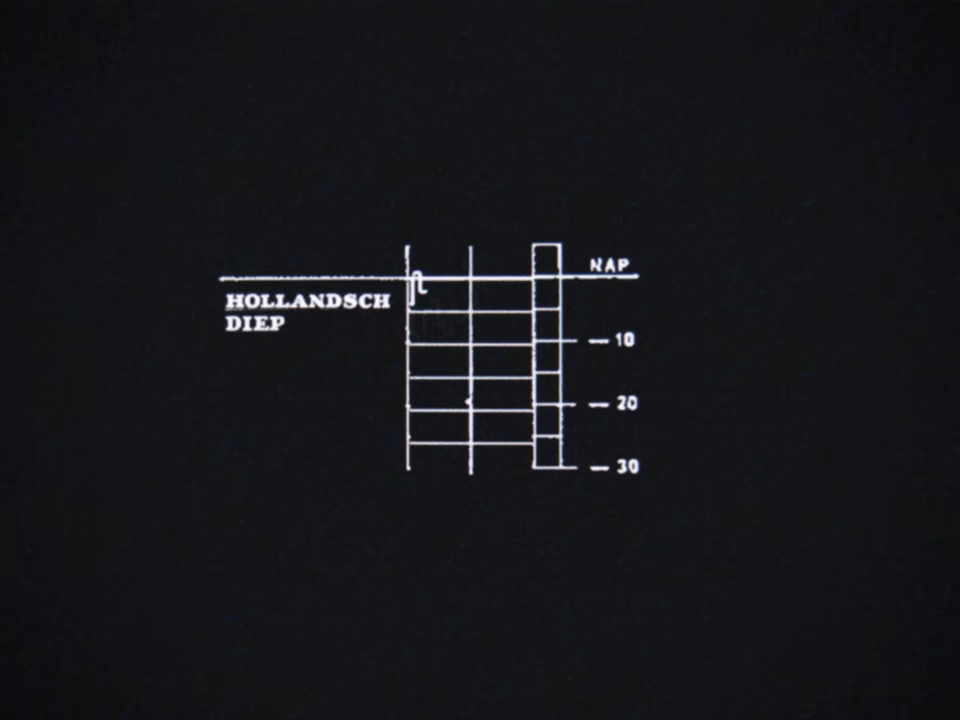 NAP
HOLLANDSCH
DIEP
— 10
— 20
— 30